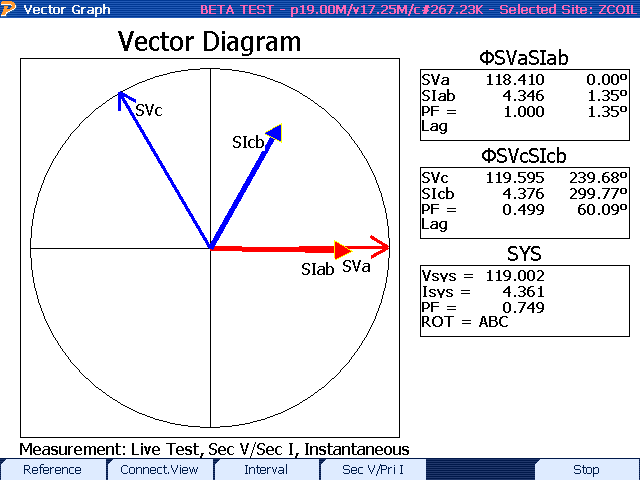 Vector Graph
BETA TEST - p19.00M/v17.25M/c#267.23K - Selected Site: ZCOIL
Vector Diagram
SVc
SIcb
SIab
SVa
ΦSVaSIab
SVa 118.410 0.00º
SIab 4.346 1.35º
PF = 1.000 1.35º
Lag
ΦSVcSIcb
SVc 119.595 239.68º
SIcb 4.376 299.77º
PF = 0.499 60.09º
Lag
SYS
Vsys = 119.002
Isys = 4.361
PF = 0.749
ROT = ABC
Measurement: Live Test, Sec V/Sec I, Instantaneous
Reference
Connect.View
Interval
Sec V/Pri I
Stop